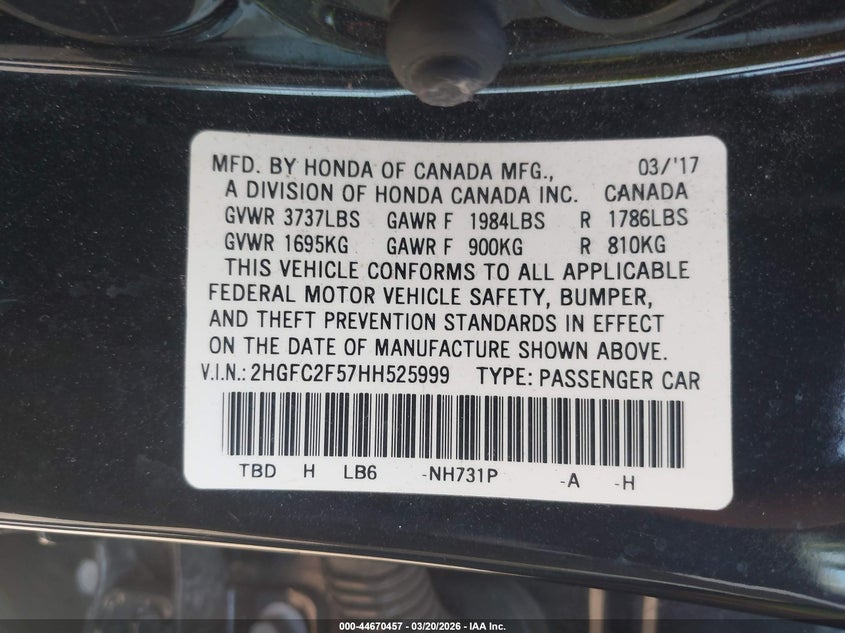 MFD. BY HONDA OF CANADA MFG., 03/'17
A DIVISION OF HONDA CANADA INC. CANADA
GVWR 3737LBS GAWR F 1984LBS R 1786LBS
GVWR 1695KG GAWR F 900KG R 810KG
THIS VEHICLE CONFORMS TO ALL APPLICABLE
FEDERAL MOTOR VEHICLE SAFETY, BUMPER,
AND THEFT PREVENTION STANDARDS IN EFFECT
ON THE DATE OF MANUFACTURE SHOWN ABOVE.
V.I.N.: 2HGFC2F57HH525999 TYPE: PASSENGER CAR
TBD H LB6 -NH731P -A -H
000-44670457 - 03/20/2026 - IAA Inc.